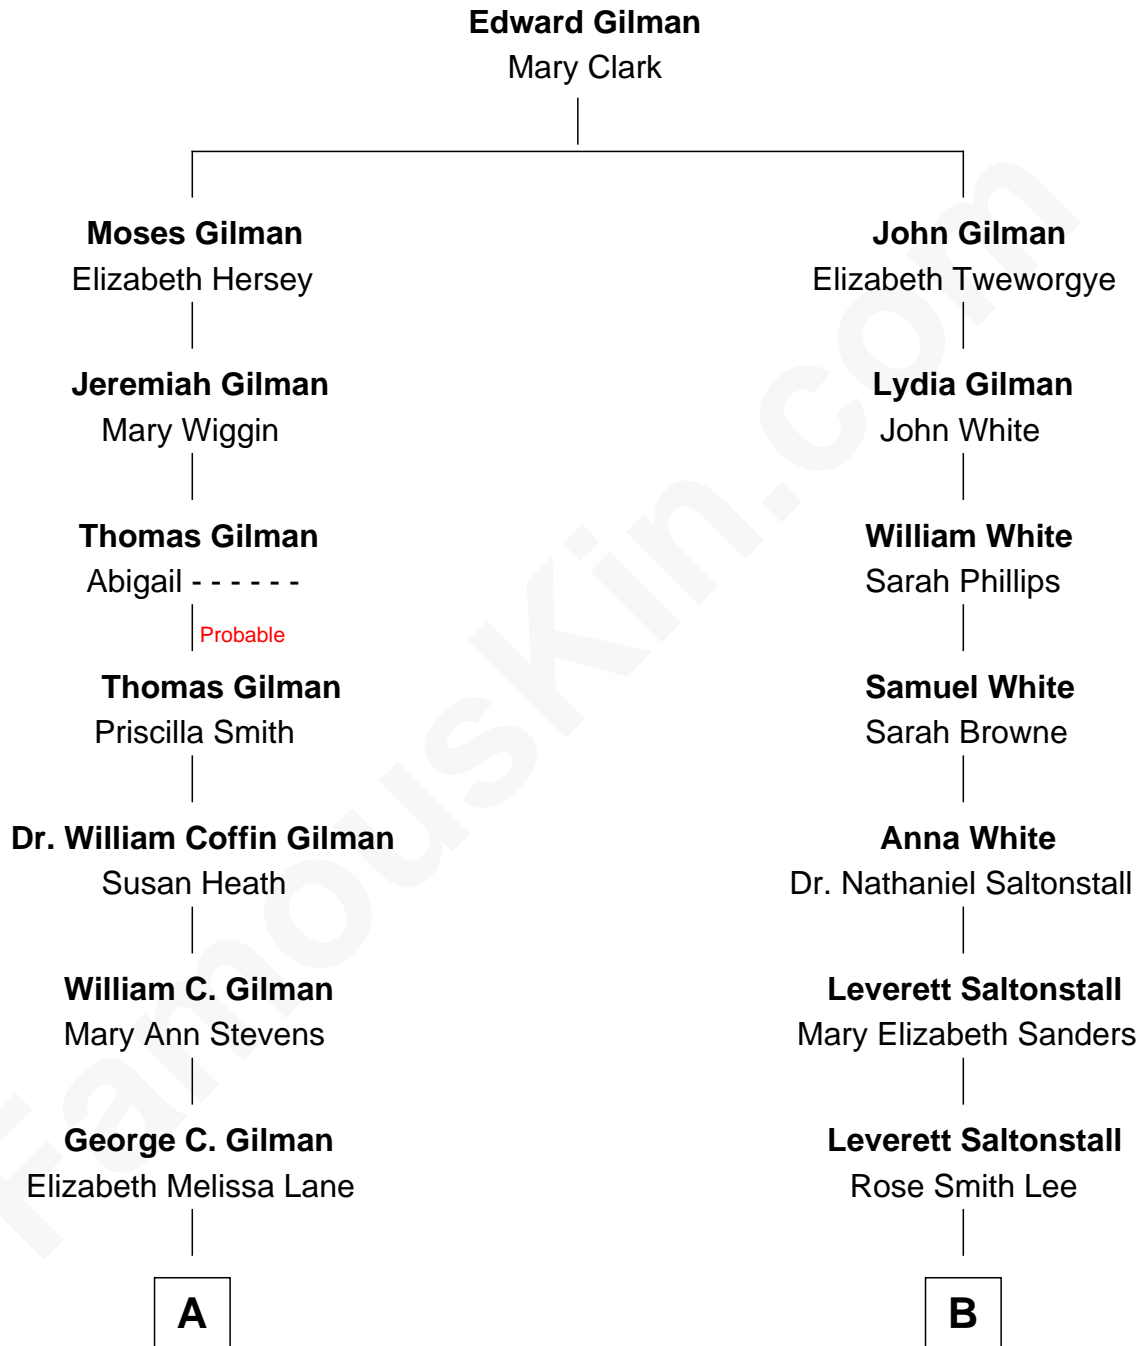 Edward Gilman
Mary Clark
Moses Gilman
Elizabeth Hersey
John Gilman
Elizabeth Tweworgye
Jeremiah Gilman
Mary Wiggin
Lydia Gilman
John White
Thomas Gilman
Abigail - - - - - -
William White
Sarah Phillips
Probable
Thomas Gilman
Priscilla Smith
Samuel White
Sarah Browne
Dr. William Coffin Gilman
Susan Heath
Anna White
Dr. Nathaniel Saltonstall
William C. Gilman
Mary Ann Stevens
Leverett Saltonstall
Mary Elizabeth Sanders
George C. Gilman
Elizabeth Melissa Lane
Leverett Saltonstall
Rose Smith Lee
A
B
FamousKin.com